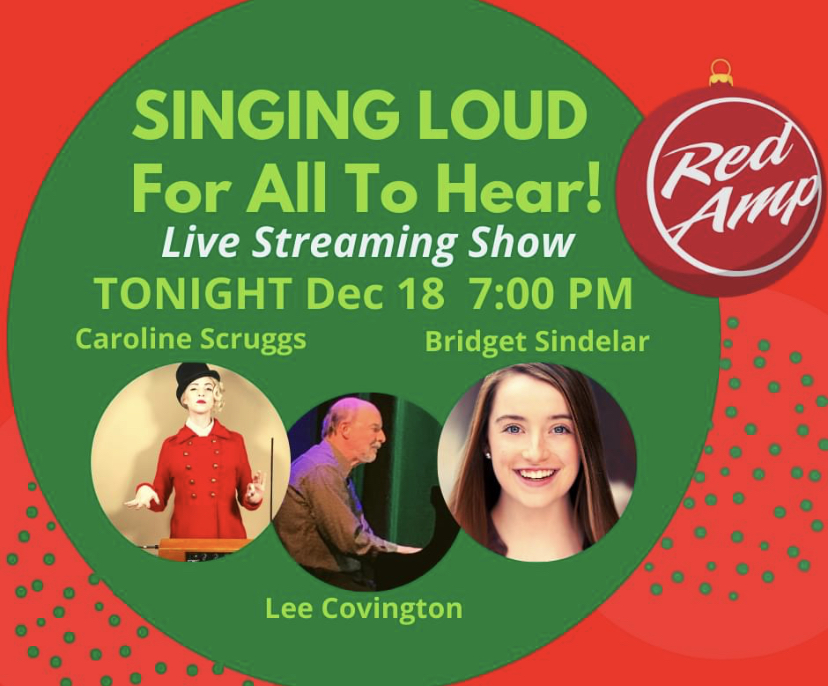 SINGING LOUD
For All To Hear!
Live Streaming Show
TONIGHT Dec 18 7:00 PM
Red
Amp
Caroline Scruggs
Bridget Sindelar
Lee Covington